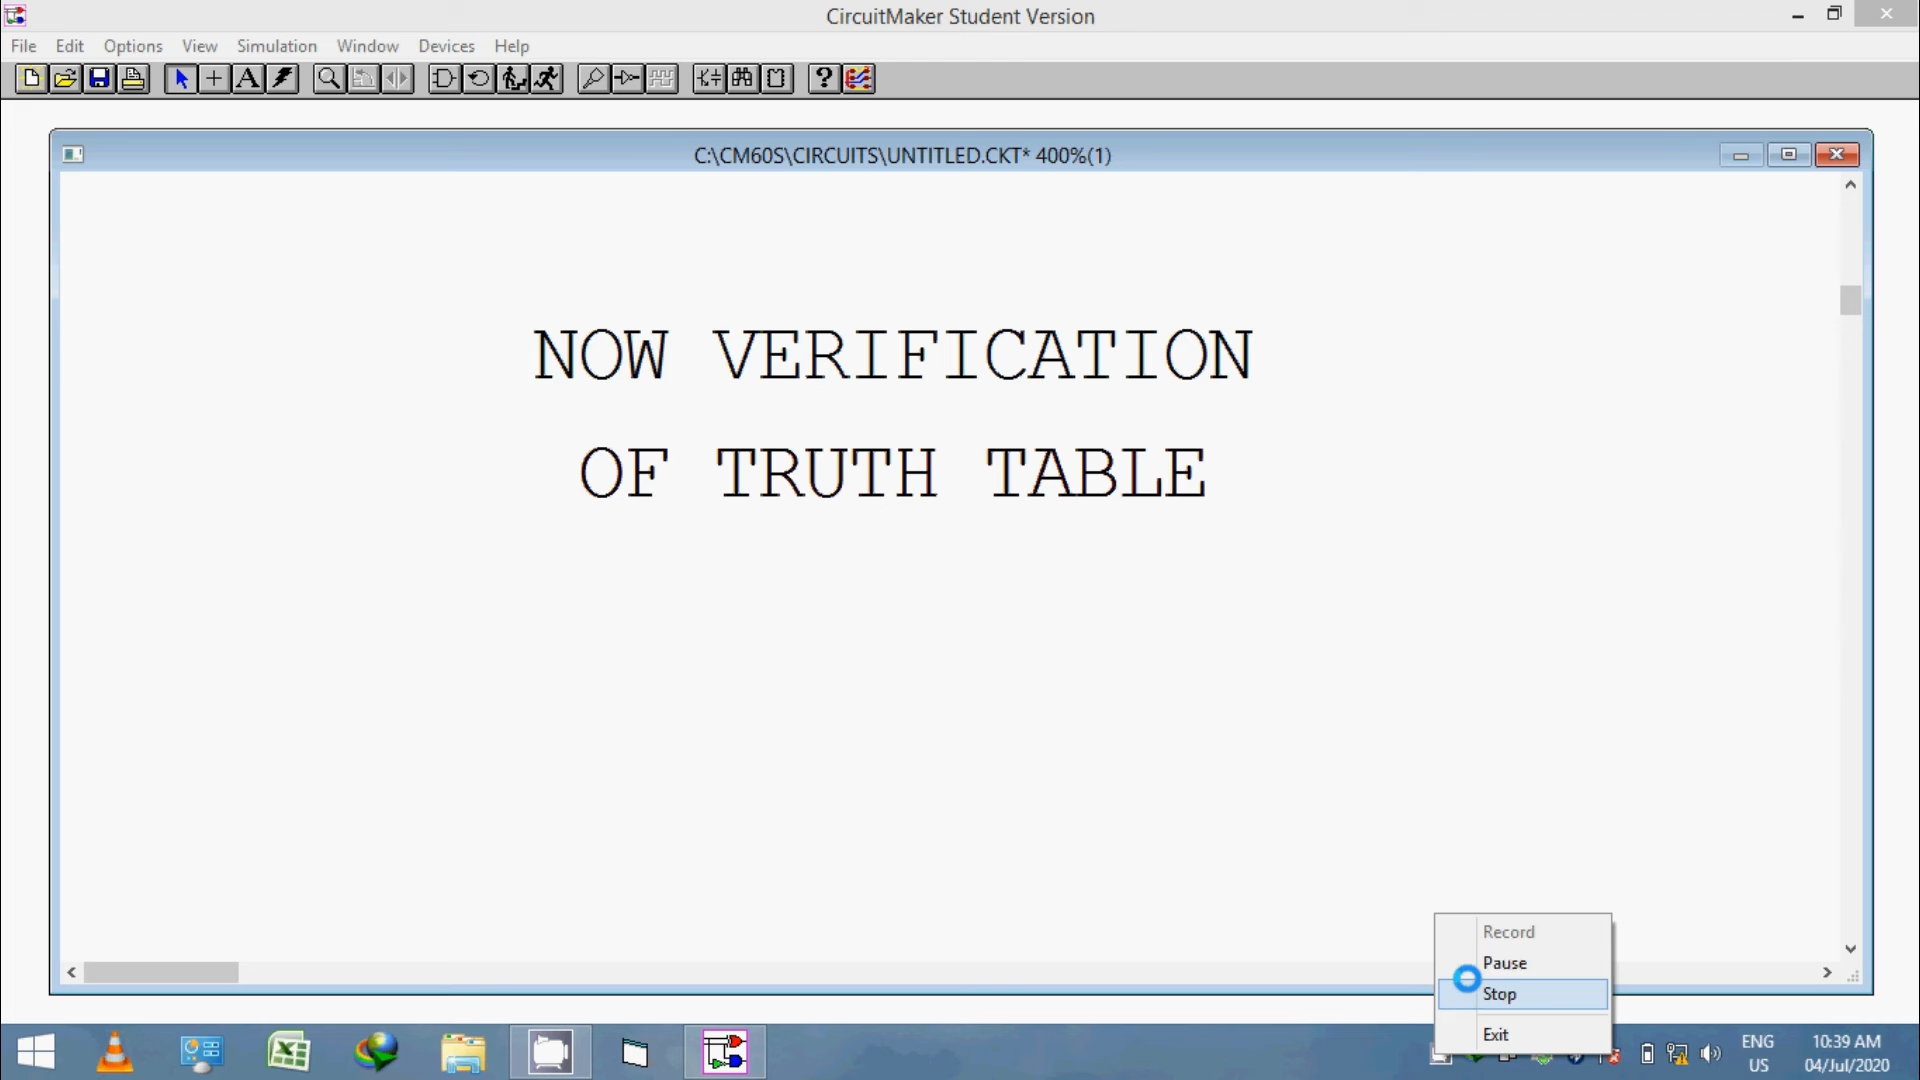 CircuitMaker Student Version
File Edit Options View Simulation Window Devices Help
C:\CM60S\CIRCUITS\UNTITLED.CKT* 400%(1)
NOW VERIFICATION
OF TRUTH TABLE
Record
Pause
Stop
Exit
ENG 10:39 AM
US 04/Jul/2020